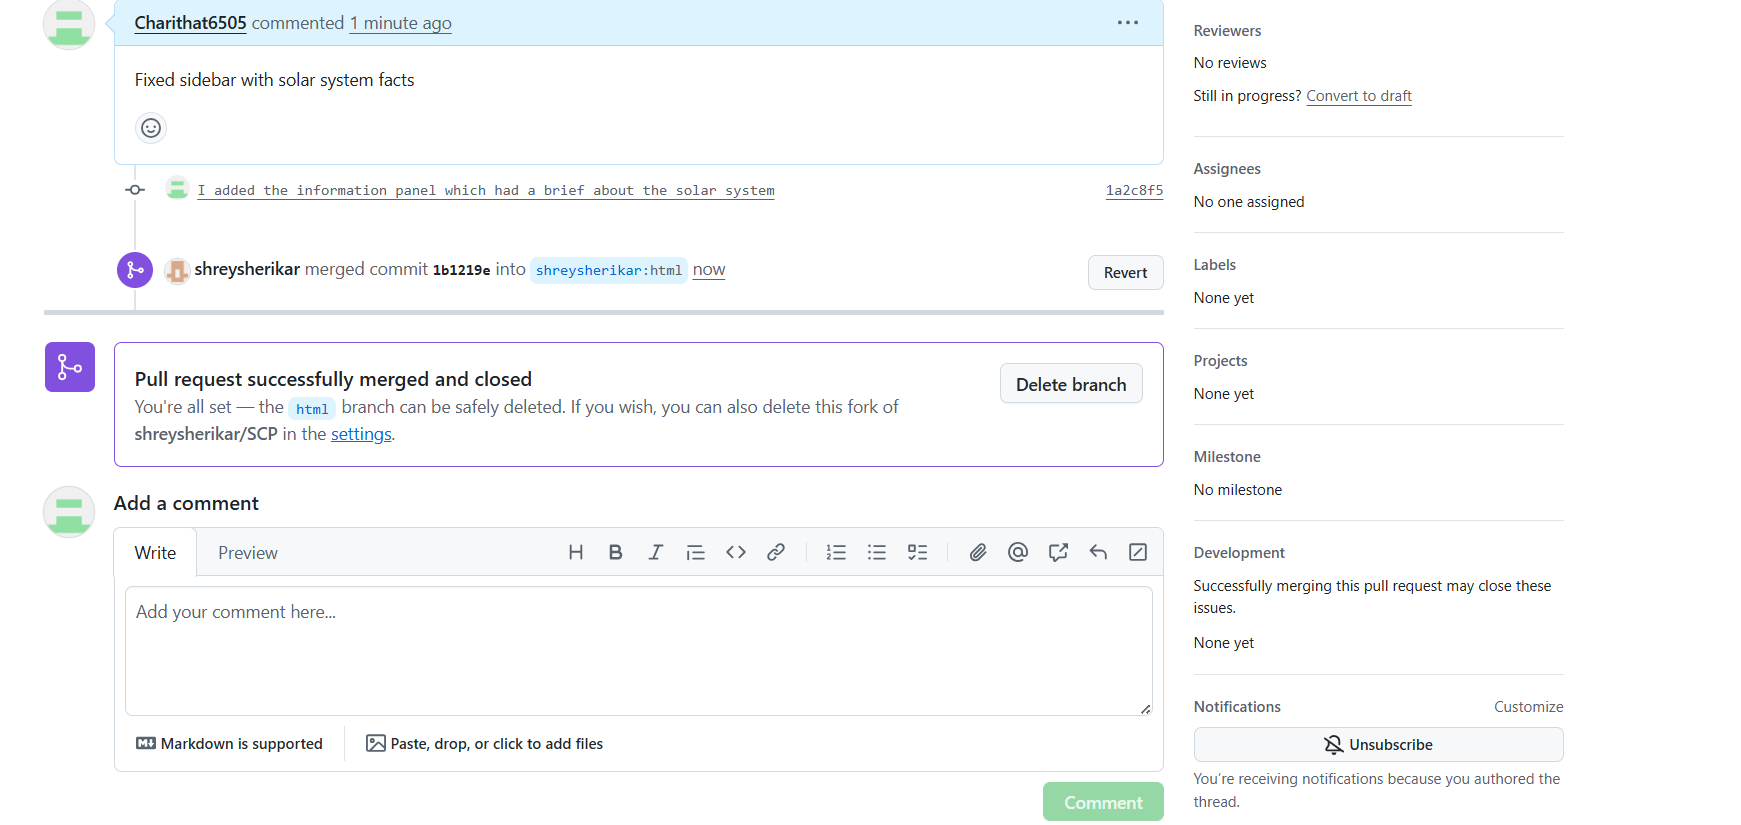 Charithat6505 commented 1 minute ago
Fixed sidebar with solar system facts
I added the information panel which had a brief about the solar system 1a2c8f5
shreysherikar merged commit 1b1219e into shreysherikar:html now
Revert
Pull request successfully merged and closed
You're all set — the html branch can be safely deleted. If you wish, you can also delete this fork of
shreysherikar/SCP in the settings.
Delete branch
Add a comment
Write Preview
Add your comment here...
Markdown is supported
Paste, drop, or click to add files
Comment
Reviewers
No reviews
Still in progress? Convert to draft
Assignees
No one assigned
Labels
None yet
Projects
None yet
Milestone
No milestone
Development
Successfully merging this pull request may close these
issues.
None yet
Notifications Customize
Unsubscribe
You're receiving notifications because you authored the
thread.